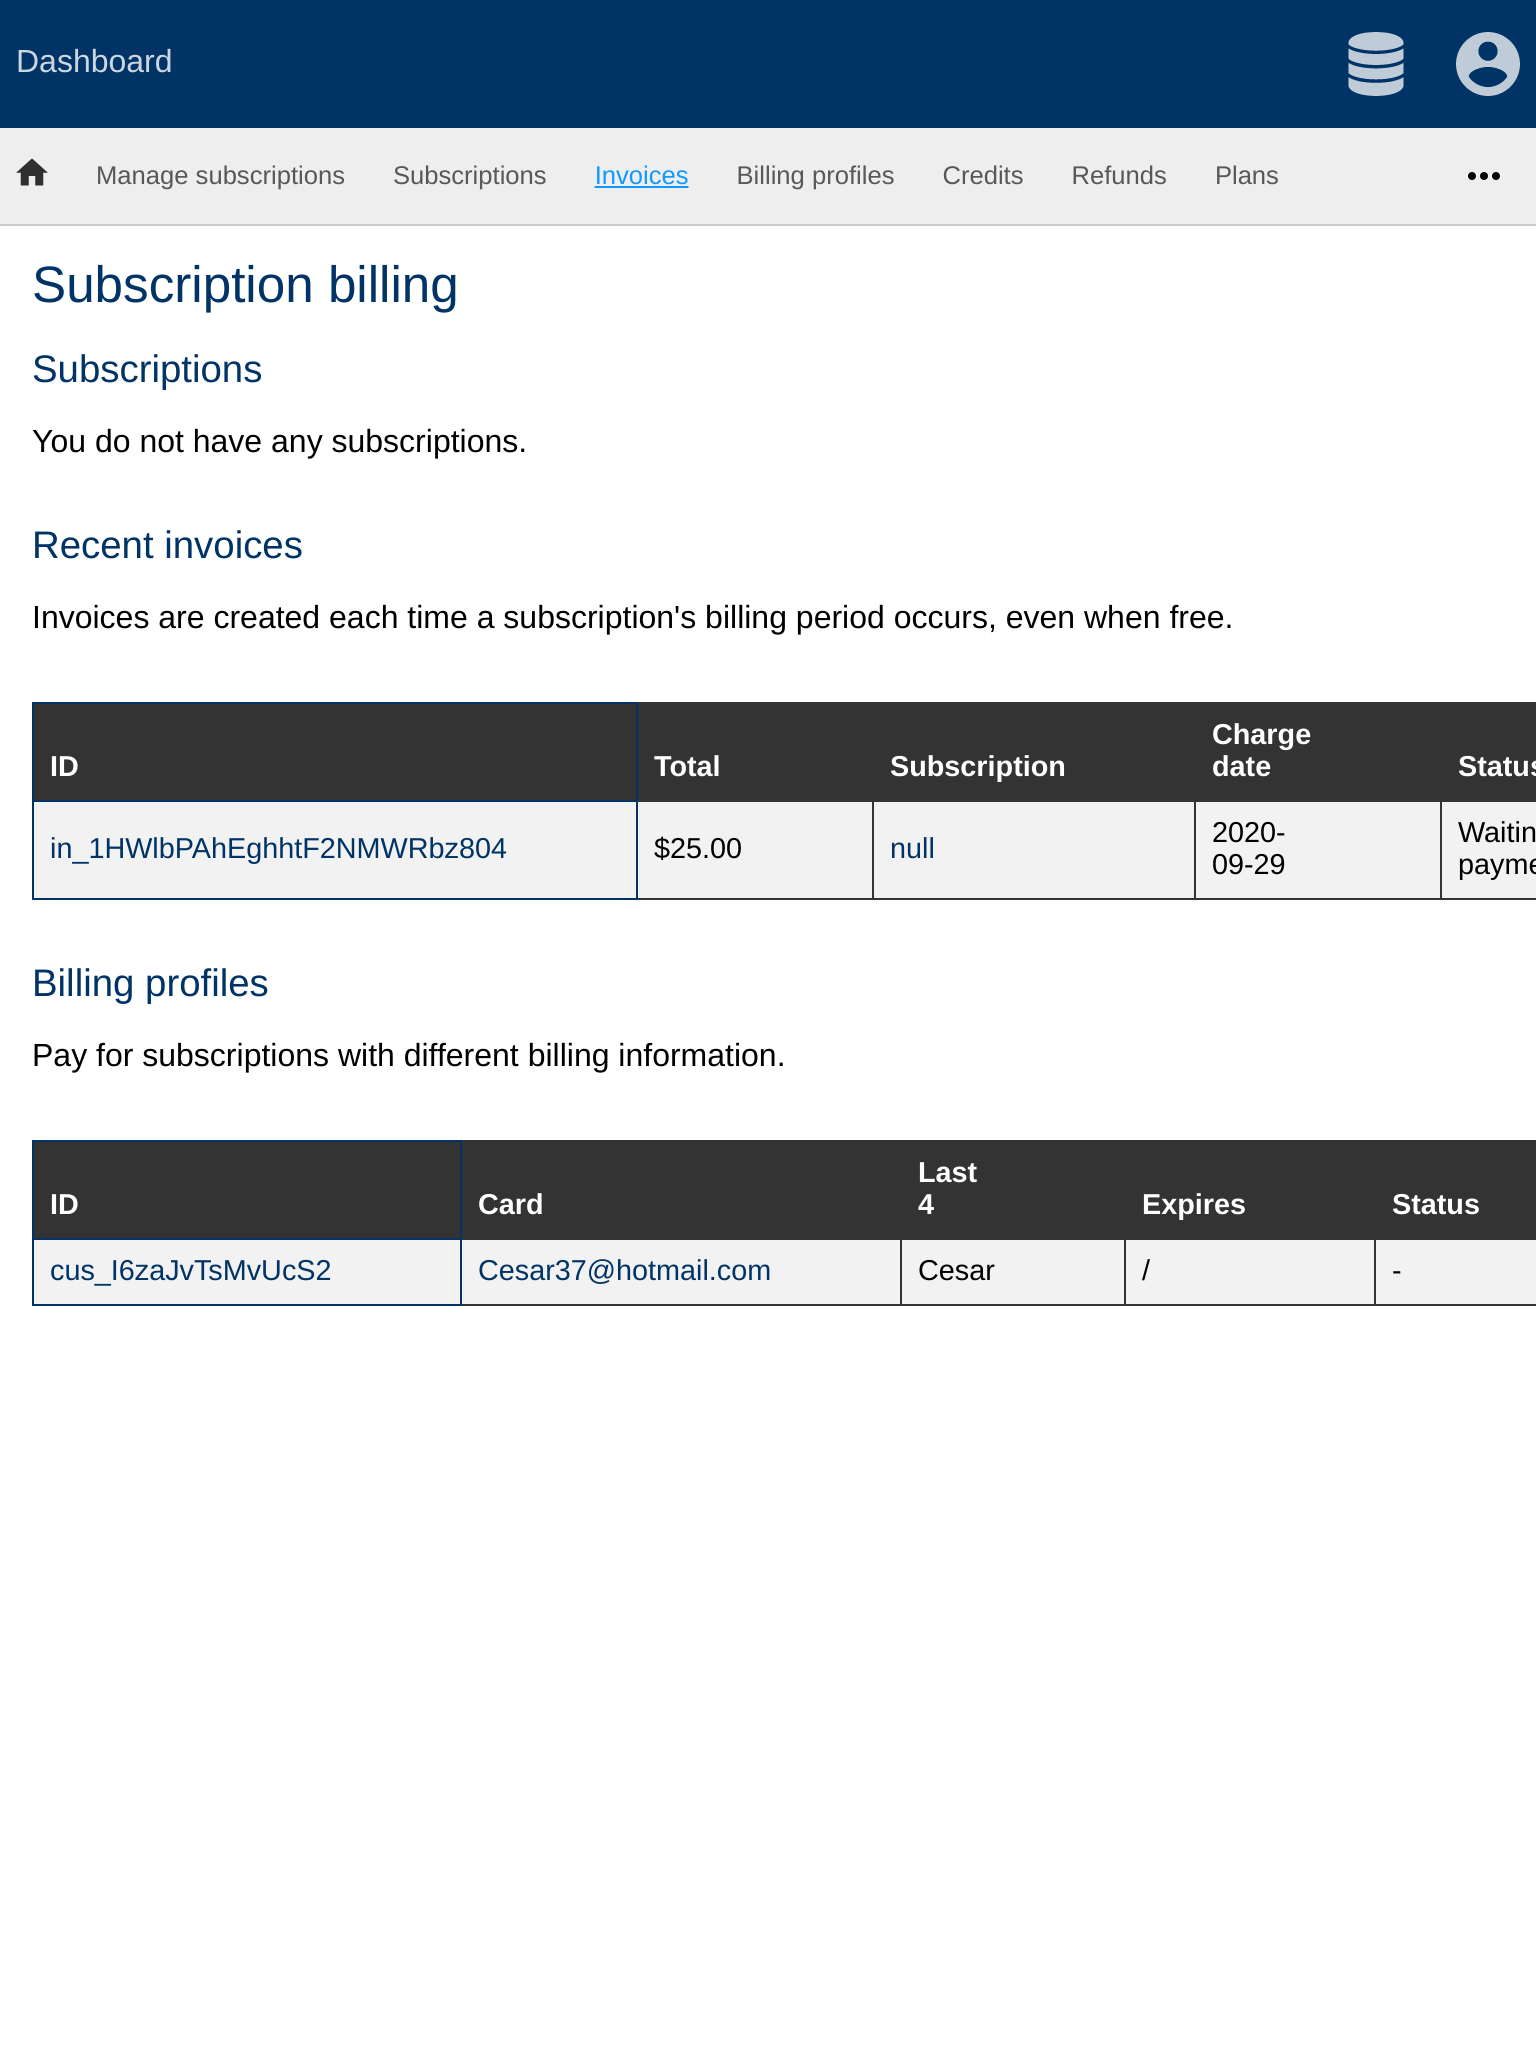 Dashboard
Manage subscriptions Subscriptions Invoices Billing profiles Credits Refunds Plans
Subscription billing
Subscriptions
You do not have any subscriptions.
Recent invoices
Invoices are created each time a subscription's billing period occurs, even when free.
ID Total Subscription Charge date Status
in_1HWlbPAhEghhtF2NMWRbz804 $25.00 null 2020-09-29 Waitin payme
Billing profiles
Pay for subscriptions with different billing information.
ID Card Last 4 Expires Status
cus_I6zaJvTsMvUcS2 Cesar37@hotmail.com Cesar / -